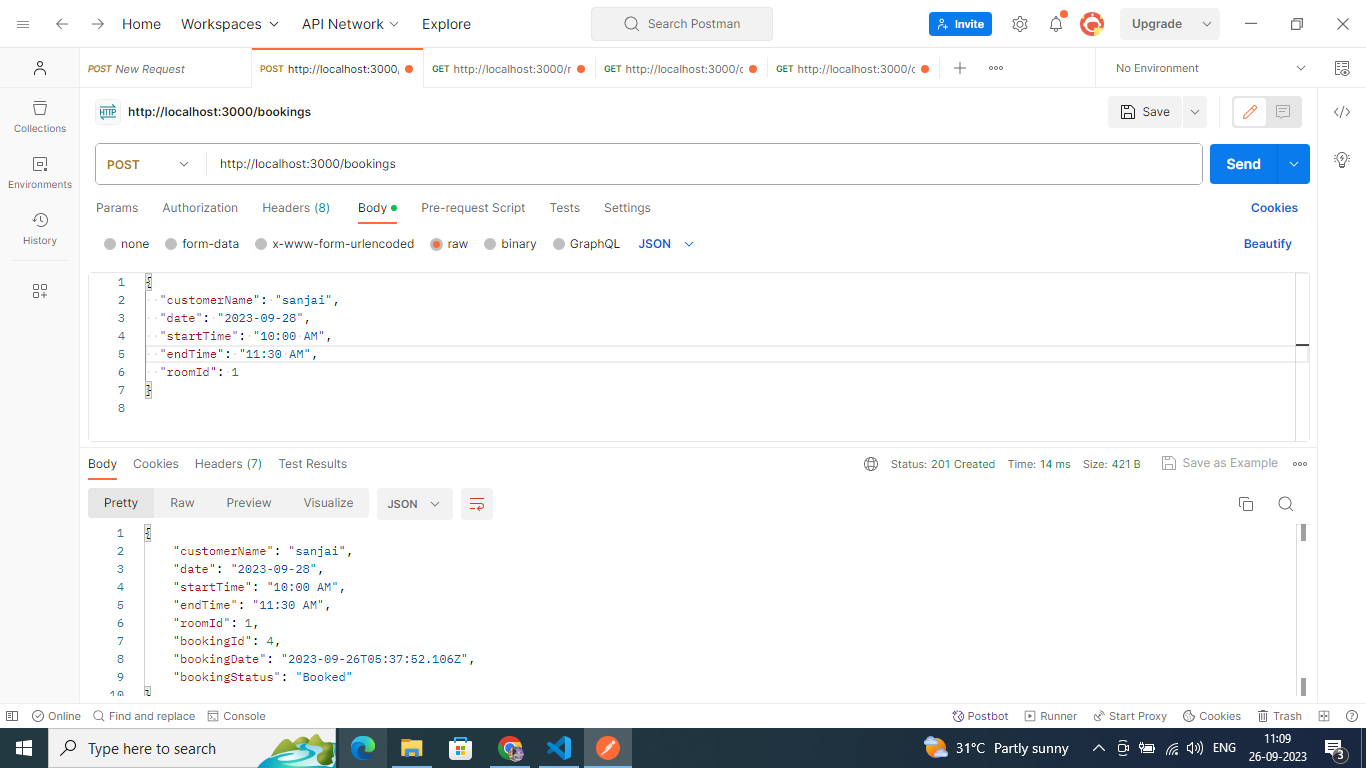 Home Workspaces API Network Explore Search Postman Invite Upgrade
POST New Request POST http://localhost:3000/ GET http://localhost:3000/r GET http://localhost:3000/c GET http://localhost:3000/c No Environment
HTTP http://localhost:3000/bookings Save
POST http://localhost:3000/bookings Send
Params Authorization Headers (8) Body Pre-request Script Tests Settings Cookies
none form-data x-www-form-urlencoded raw binary GraphQL JSON Beautify
Collections
Environments
History
1 {
2 "customerName": "sanjai",
3 "date": "2023-09-28",
4 "startTime": "10:00 AM",
5 "endTime": "11:30 AM",
6 "roomId": 1
7 }
8
Body Cookies Headers (7) Test Results Status: 201 Created Time: 14 ms Size: 421 B Save as Example
Pretty Raw Preview Visualize JSON
1 {
2 "customerName": "sanjai",
3 "date": "2023-09-28",
4 "startTime": "10:00 AM",
5 "endTime": "11:30 AM",
6 "roomId": 1,
7 "bookingId": 4,
8 "bookingDate": "2023-09-26T05:37:52.106Z",
9 "bookingStatus": "Booked"
10 }
Online Find and replace Console Postbot Runner Start Proxy Cookies Trash
Type here to search 31°C Partly sunny ENG 11:09
26-09-2023 3